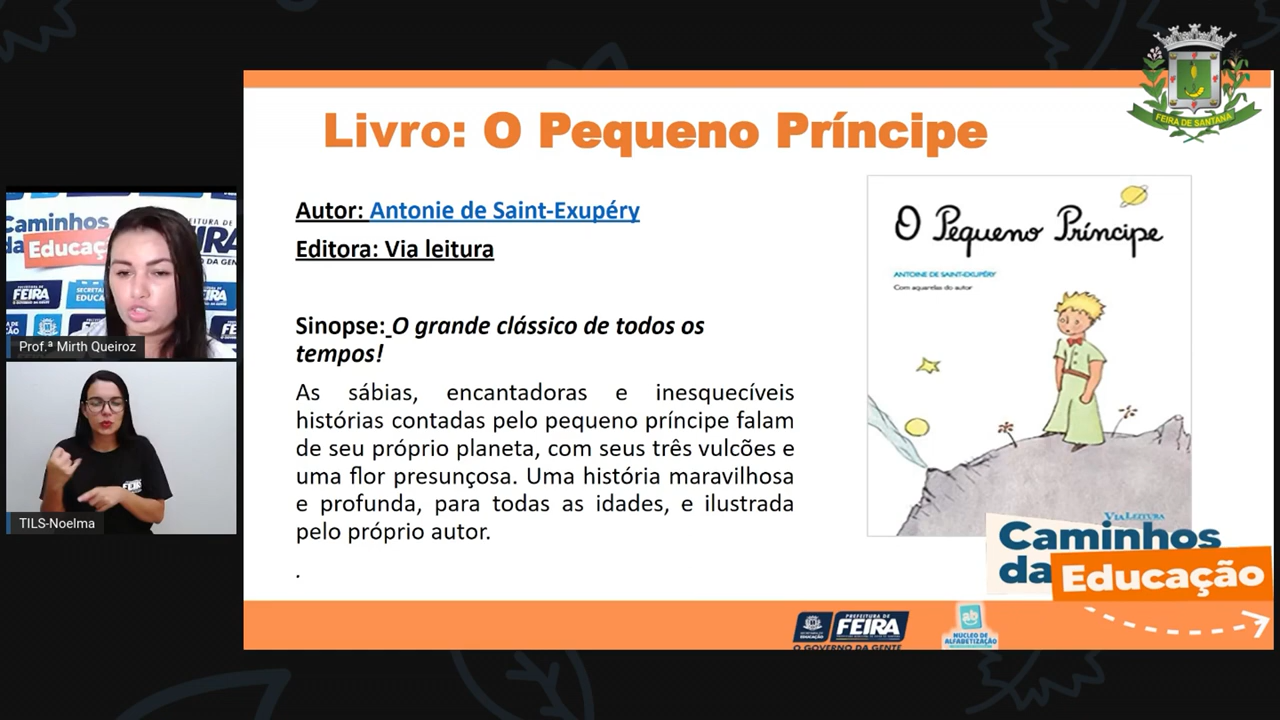 FEIRA DE SANTANA
Livro: O Pequeno Príncipe
Autor: Antonie de Saint-Exupéry
Editora: Via leitura
Sinopse: O grande clássico de todos os
tempos!
As sábias, encantadoras e inesquecíveis
histórias contadas pelo pequeno príncipe falam
de seu próprio planeta, com seus três vulcões e
uma flor presunçosa. Uma história maravilhosa
e profunda, para todas as idades, e ilustrada
pelo próprio autor.
.
O Pequeno Príncipe
ANTOINE DE SAINT-EXUPÉRY
Com aquarelas do autor
VIA LEITURA
Caminhos
da Educação
PREFEITURA DE
FEIRA
O GOVERNO DA GENTE
ab
NÚCLEO DE
ALFABETIZAÇÃO
Caminhos
da
Educaç
FEIRA
Prof.ª Mirth Queiroz
TILS-Noelma